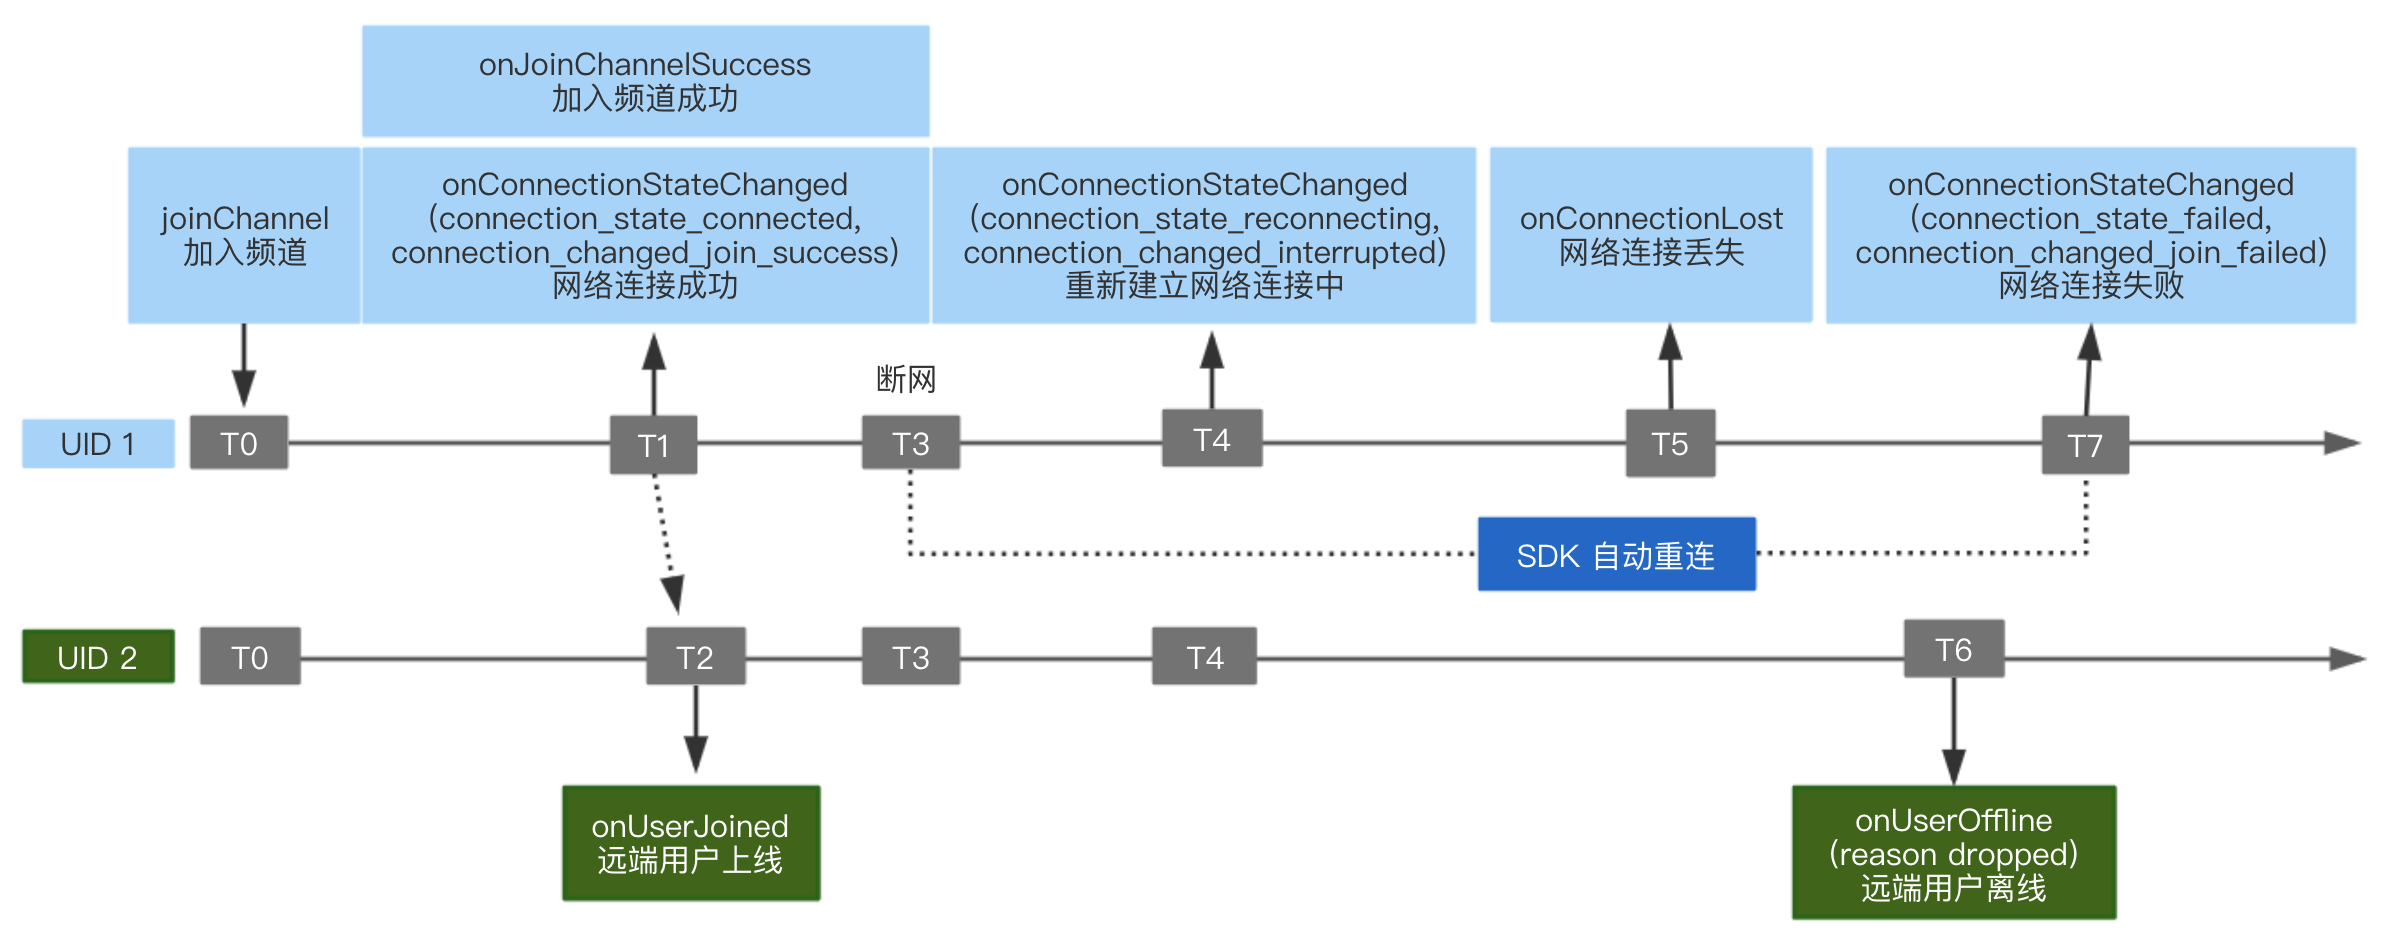 onJoinChannelSuccess
加入频道成功
joinChannel
加入频道
onConnectionStateChanged
(connection_state_connected,
connection_changed_join_success)
网络连接成功
onConnectionStateChanged
(connection_state_reconnecting,
connection_changed_interrupted)
重新建立网络连接中
onConnectionLost
网络连接丢失
onConnectionStateChanged
(connection_state_failed,
connection_changed_join_failed)
网络连接失败
断网
UID 1
T0
T1
T3
T4
T5
T7
SDK 自动重连
UID 2
T0
T2
T3
T4
T6
onUserJoined
远端用户上线
onUserOffline
(reason dropped)
远端用户离线